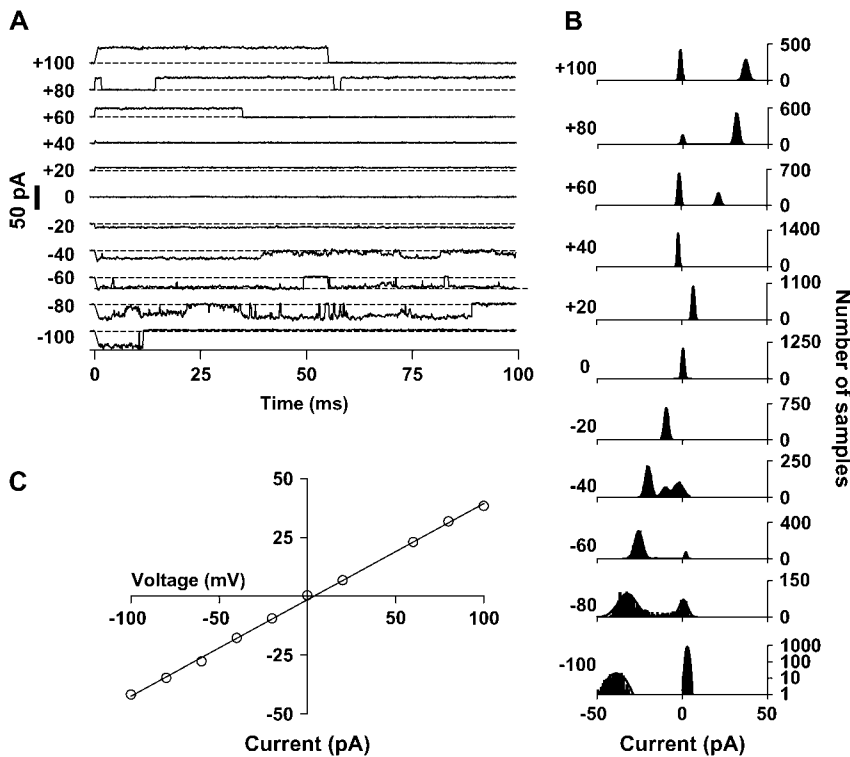 A
+100
+80
+60
+40
+20
0
-20
-40
-60
-80
-100
50 pA
0 25 50 75 100
Time (ms)
B
+100 500 0
+80 600 0
+60 700 0
+40 1400 0
+20 1100 0
0 1250 0
-20 750 0
-40 250 0
-60 400 0
-80 150 0
-100 1000 100 10 1
-50 0 50
Current (pA)
Number of samples
C
50
25
Voltage (mV)
-100 -50 50 100
-25
-50
Current (pA)